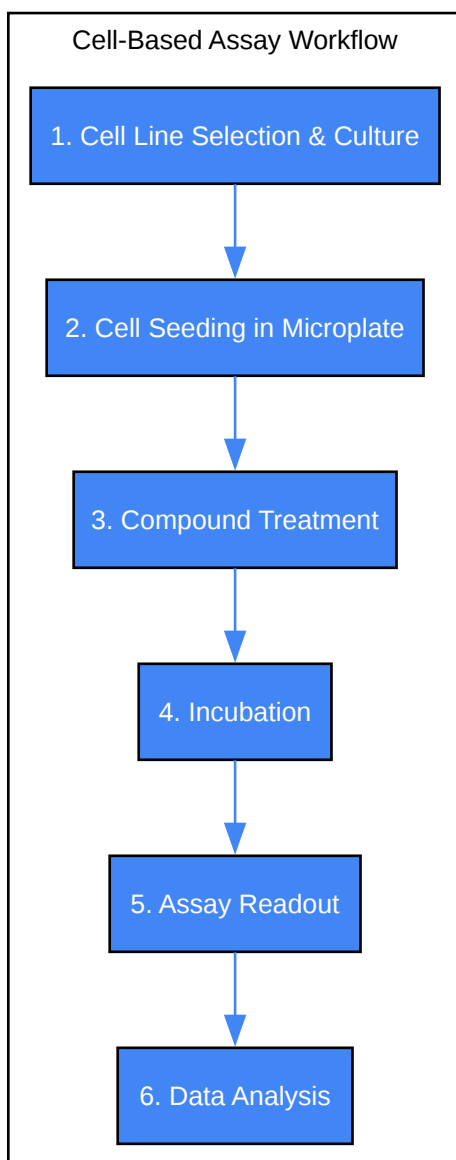 Cell-Based Assay Workflow
1. Cell Line Selection & Culture
2. Cell Seeding in Microplate
3. Compound Treatment
4. Incubation
5. Assay Readout
6. Data Analysis